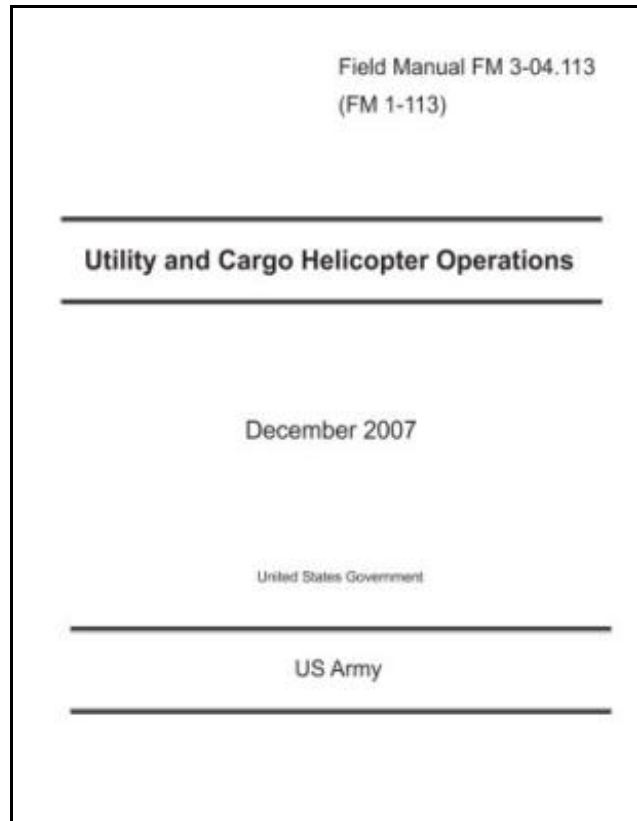 Field Manual FM 3-04.113
(FM 1-113)
Utility and Cargo Helicopter Operations
December 2007
United States Government
US Army